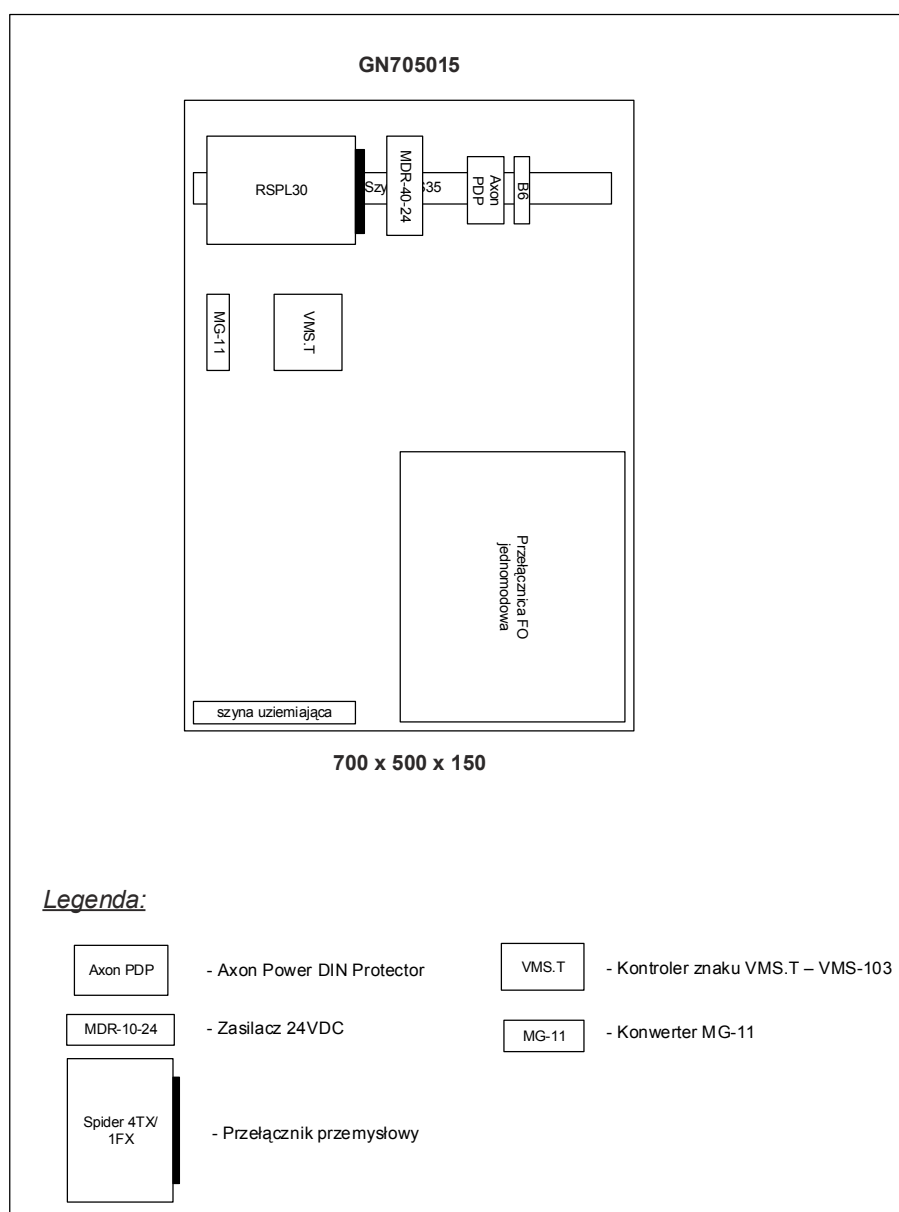 GN705015
RSPL30
Szy
S35
MDR-40-24
Axon
PDP
B6
MG-11
VMS.T
Przełącznica FO
jednomodowa
szyna uziemiająca
700 x 500 x 150
Legenda:
Axon PDP
- Axon Power DIN Protector
VMS.T
- Kontroler znaku VMS.T – VMS-103
MDR-10-24
- Zasilacz 24VDC
MG-11
- Konwerter MG-11
Spider 4TX/
1FX
- Przełącznik przemysłowy